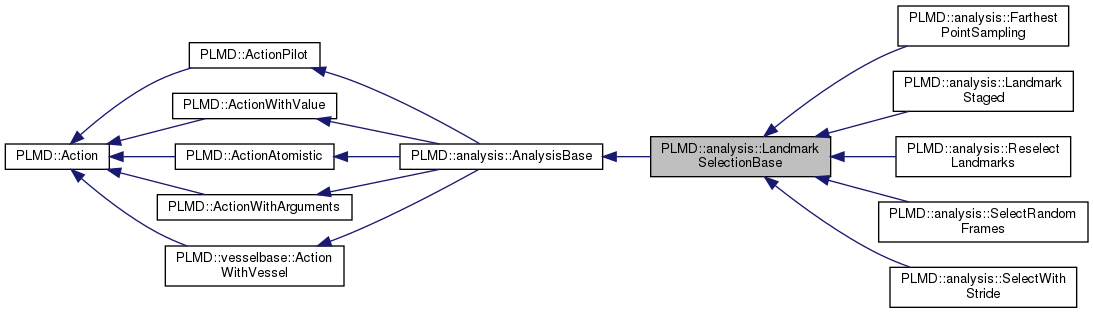 PLMD::Action
PLMD::ActionPilot
PLMD::ActionWithValue
PLMD::ActionAtomistic
PLMD::ActionWithArguments
PLMD::vesselbase::Action
WithVessel
PLMD::analysis::AnalysisBase
PLMD::analysis::Landmark
SelectionBase
PLMD::analysis::Farthest
PointSampling
PLMD::analysis::Landmark
Staged
PLMD::analysis::Reselect
Landmarks
PLMD::analysis::SelectRandom
Frames
PLMD::analysis::SelectWith
Stride